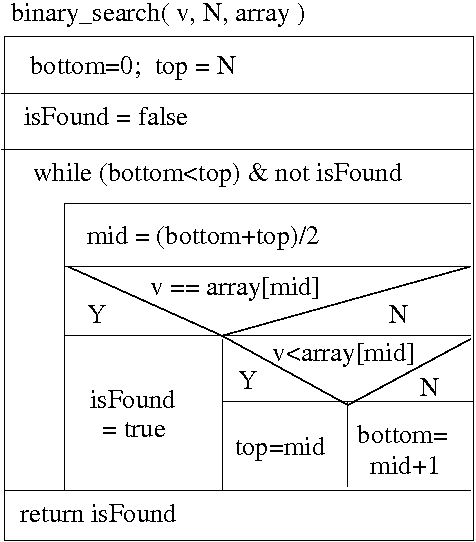 binary_search( v, N, array )
bottom=0;  top = N
isFound = false
while (bottom<top) & not isFound
mid = (bottom+top)/2
v == array[mid]
Y
N
v<array[mid]
Y
N
isFound
= true
top=mid
bottom=
mid+1
return isFound